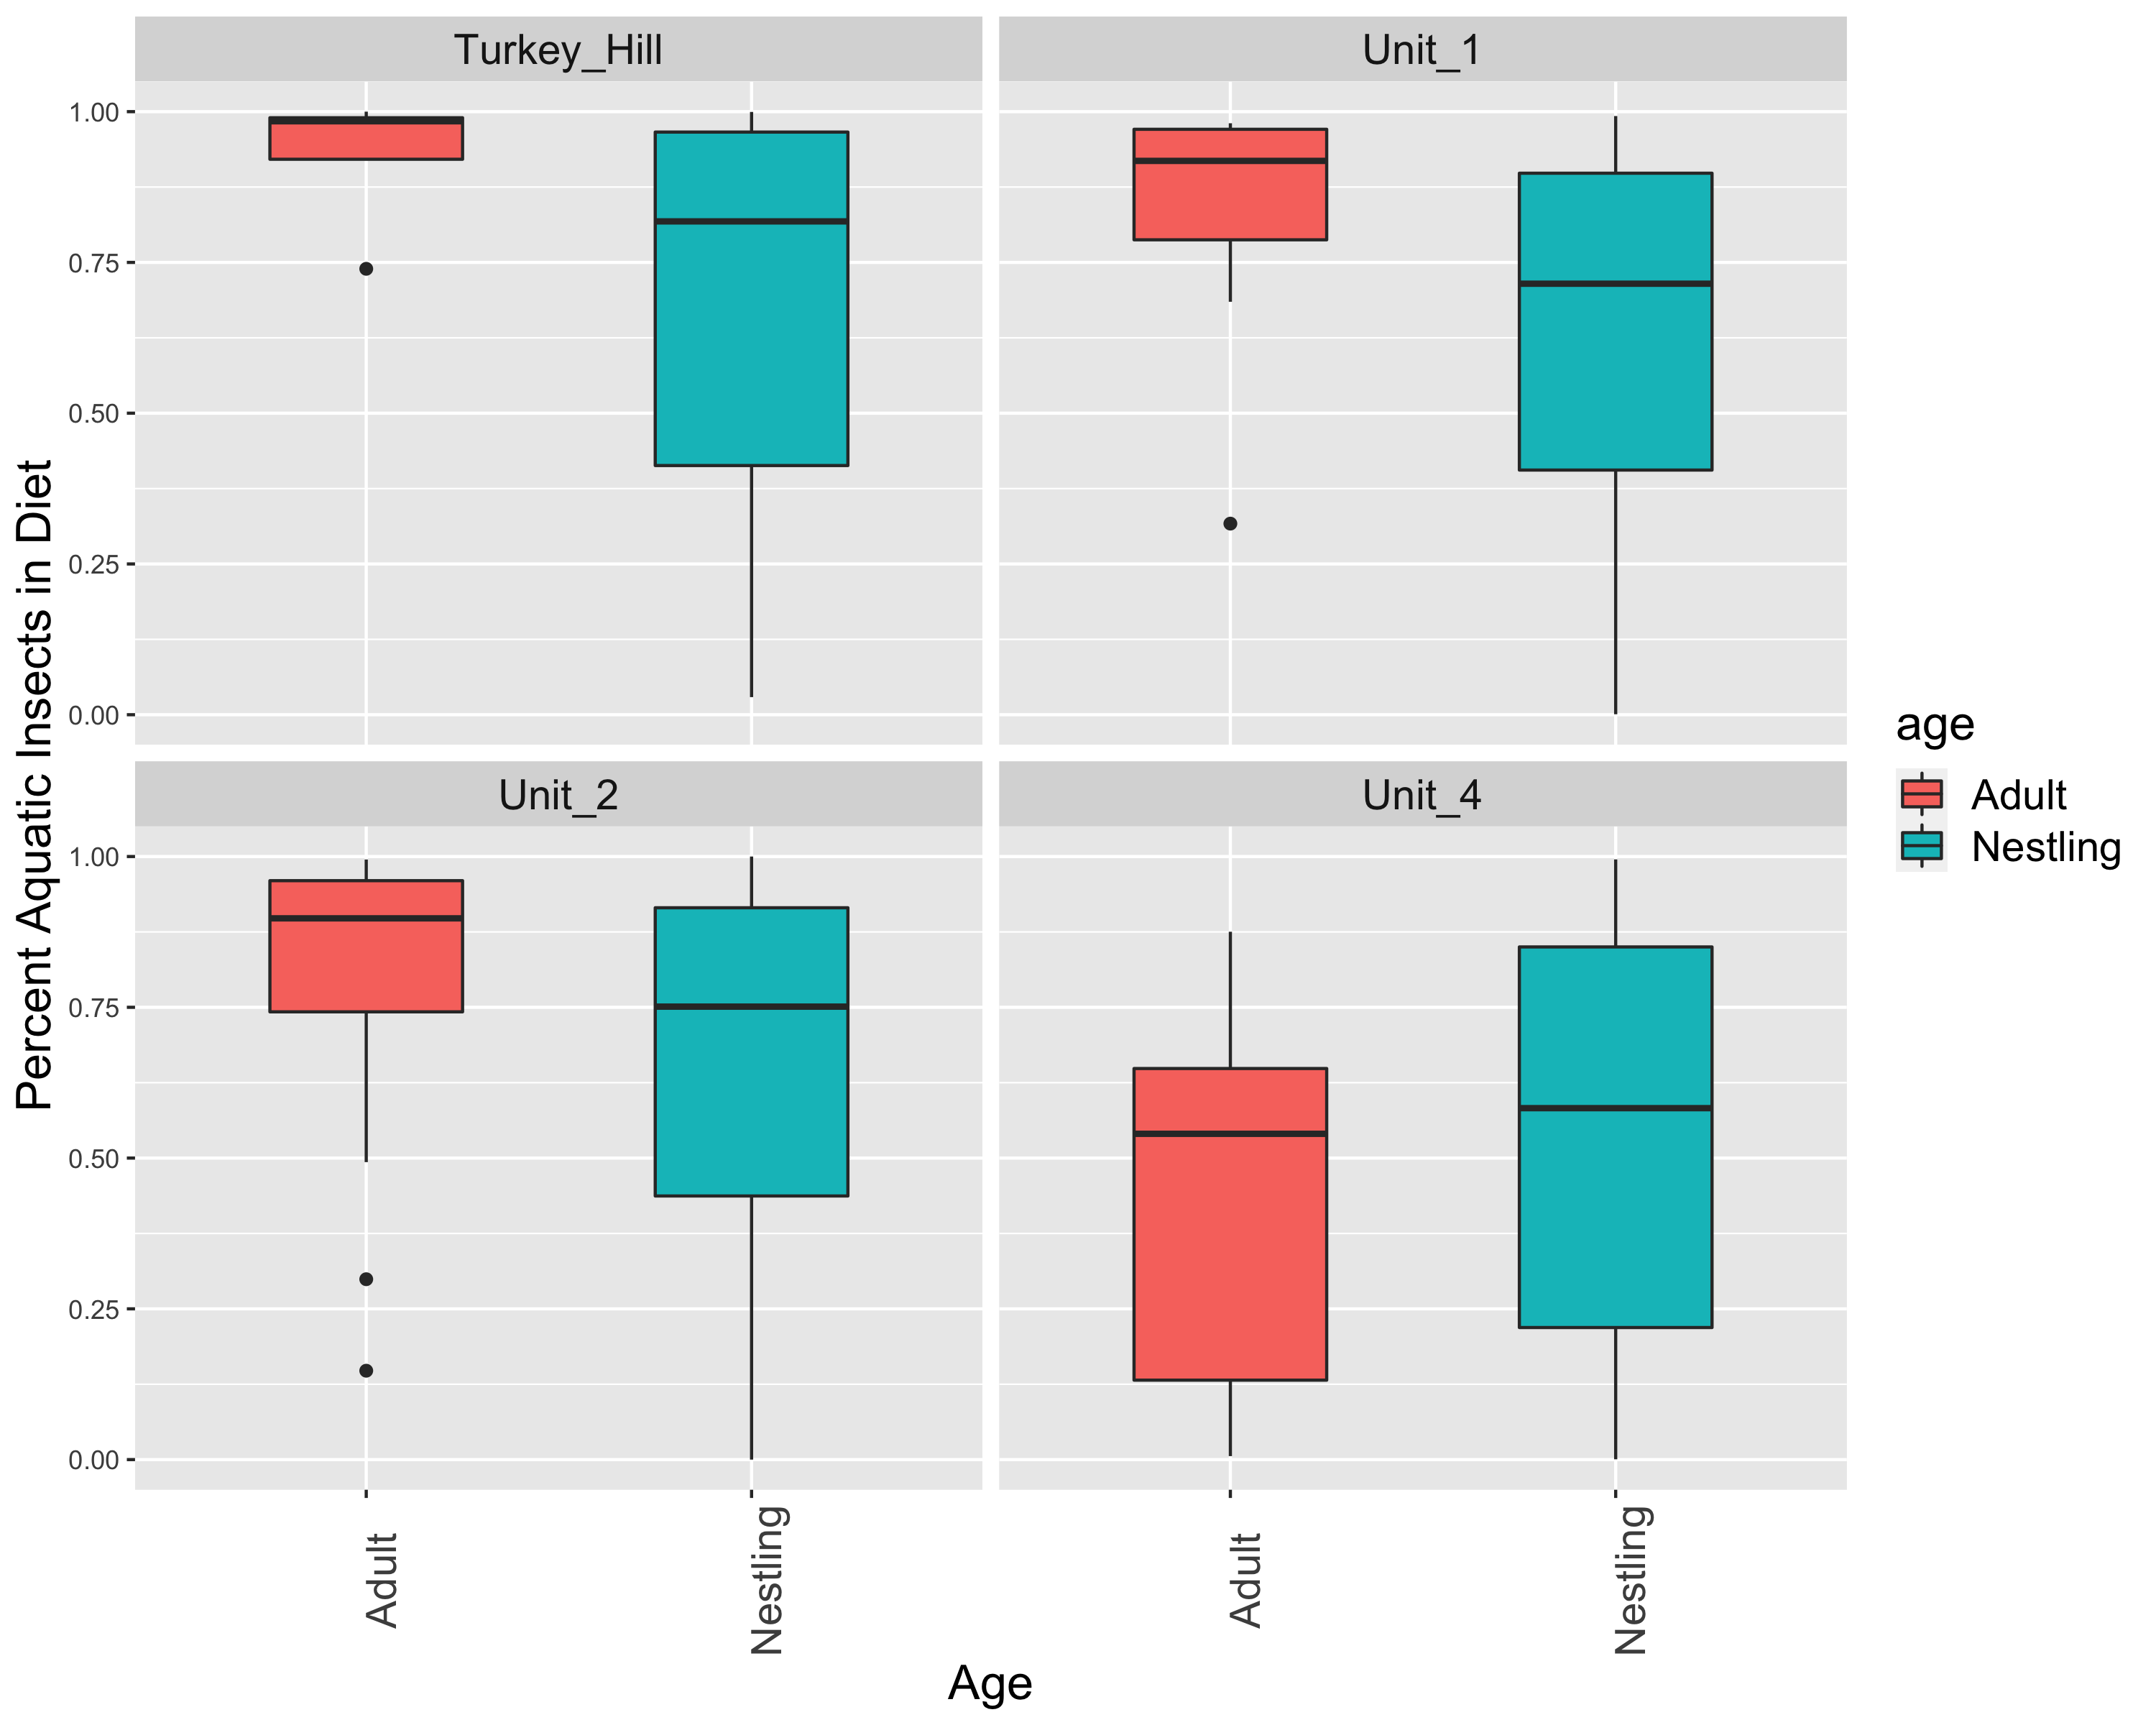 Turkey_Hill
Unit_1
1.00
0.75
0.50
0.25
0.00
Unit_2
Unit_4
1.00
0.75
0.50
0.25
0.00
Percent Aquatic Insects in Diet
Adult
Nestling
Adult
Nestling
Age
age
Adult
Nestling